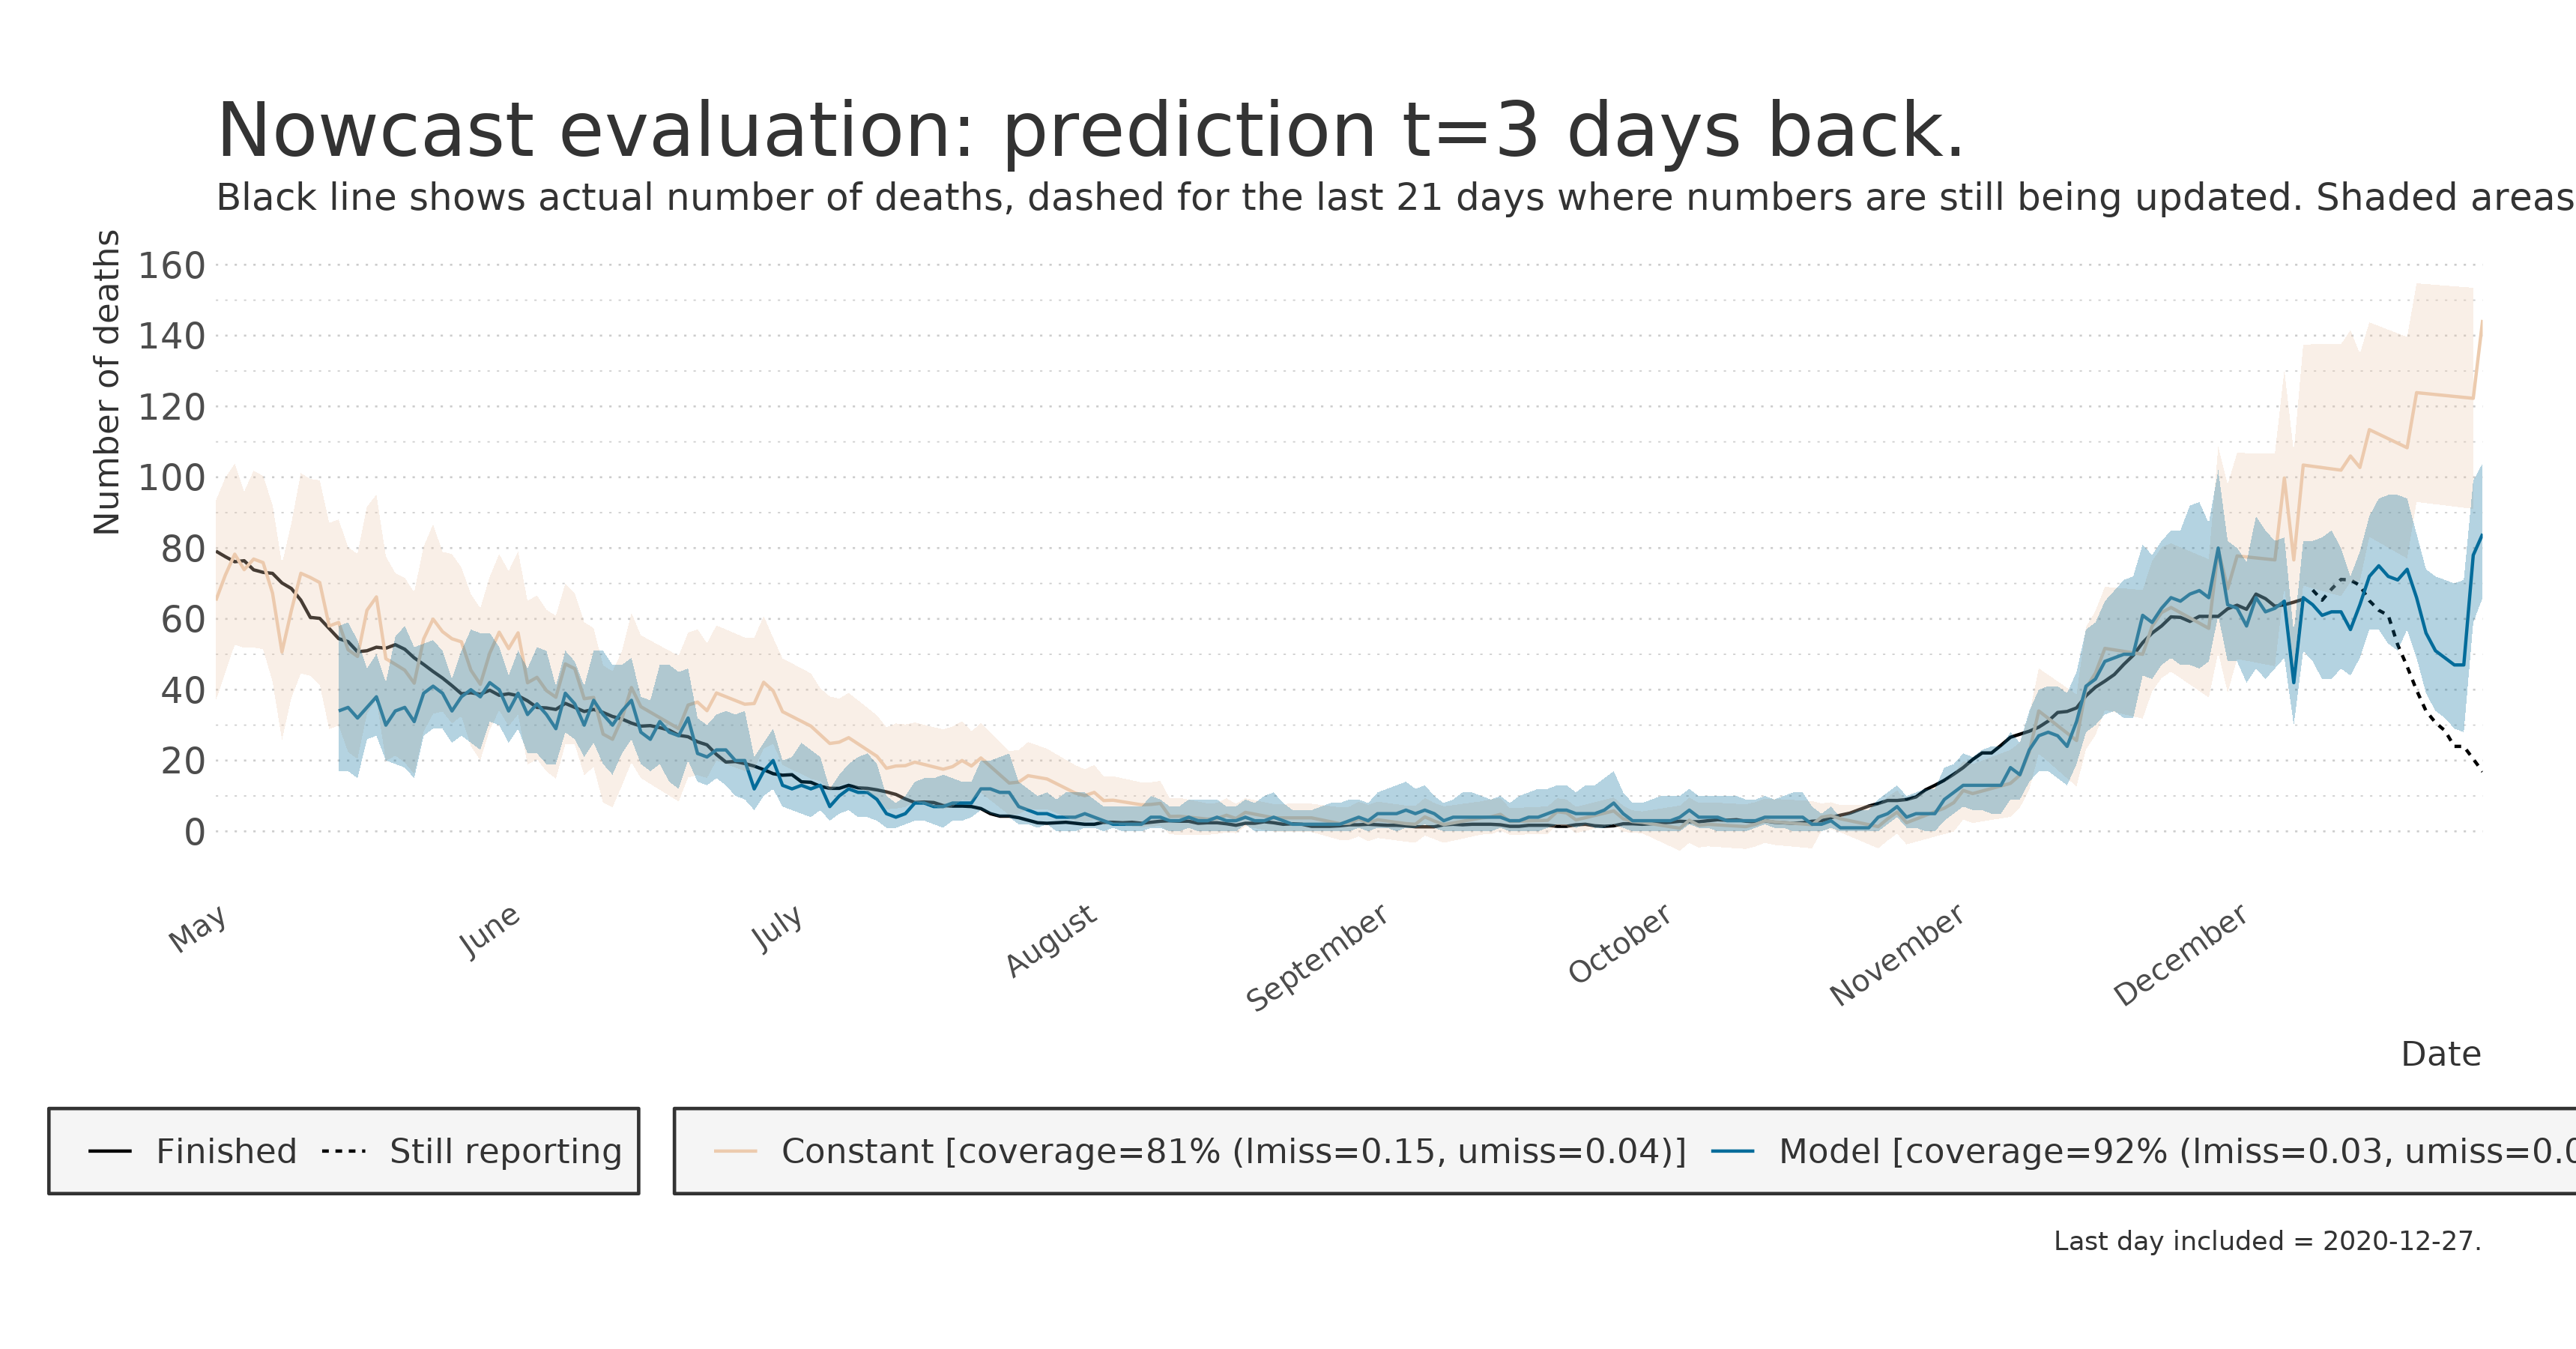 Nowcast evaluation: prediction t=3 days back.
Black line shows actual number of deaths, dashed for the last 21 days where numbers are still being updated. Shaded areas
Number of deaths
160
140
120
100
80
60
40
20
0
May
June
July
August
September
October
November
December
Date
Finished
Still reporting
Constant [coverage=81% (lmiss=0.15, umiss=0.04)]
Model [coverage=92% (lmiss=0.03,
Last day included = 2020-12-27.